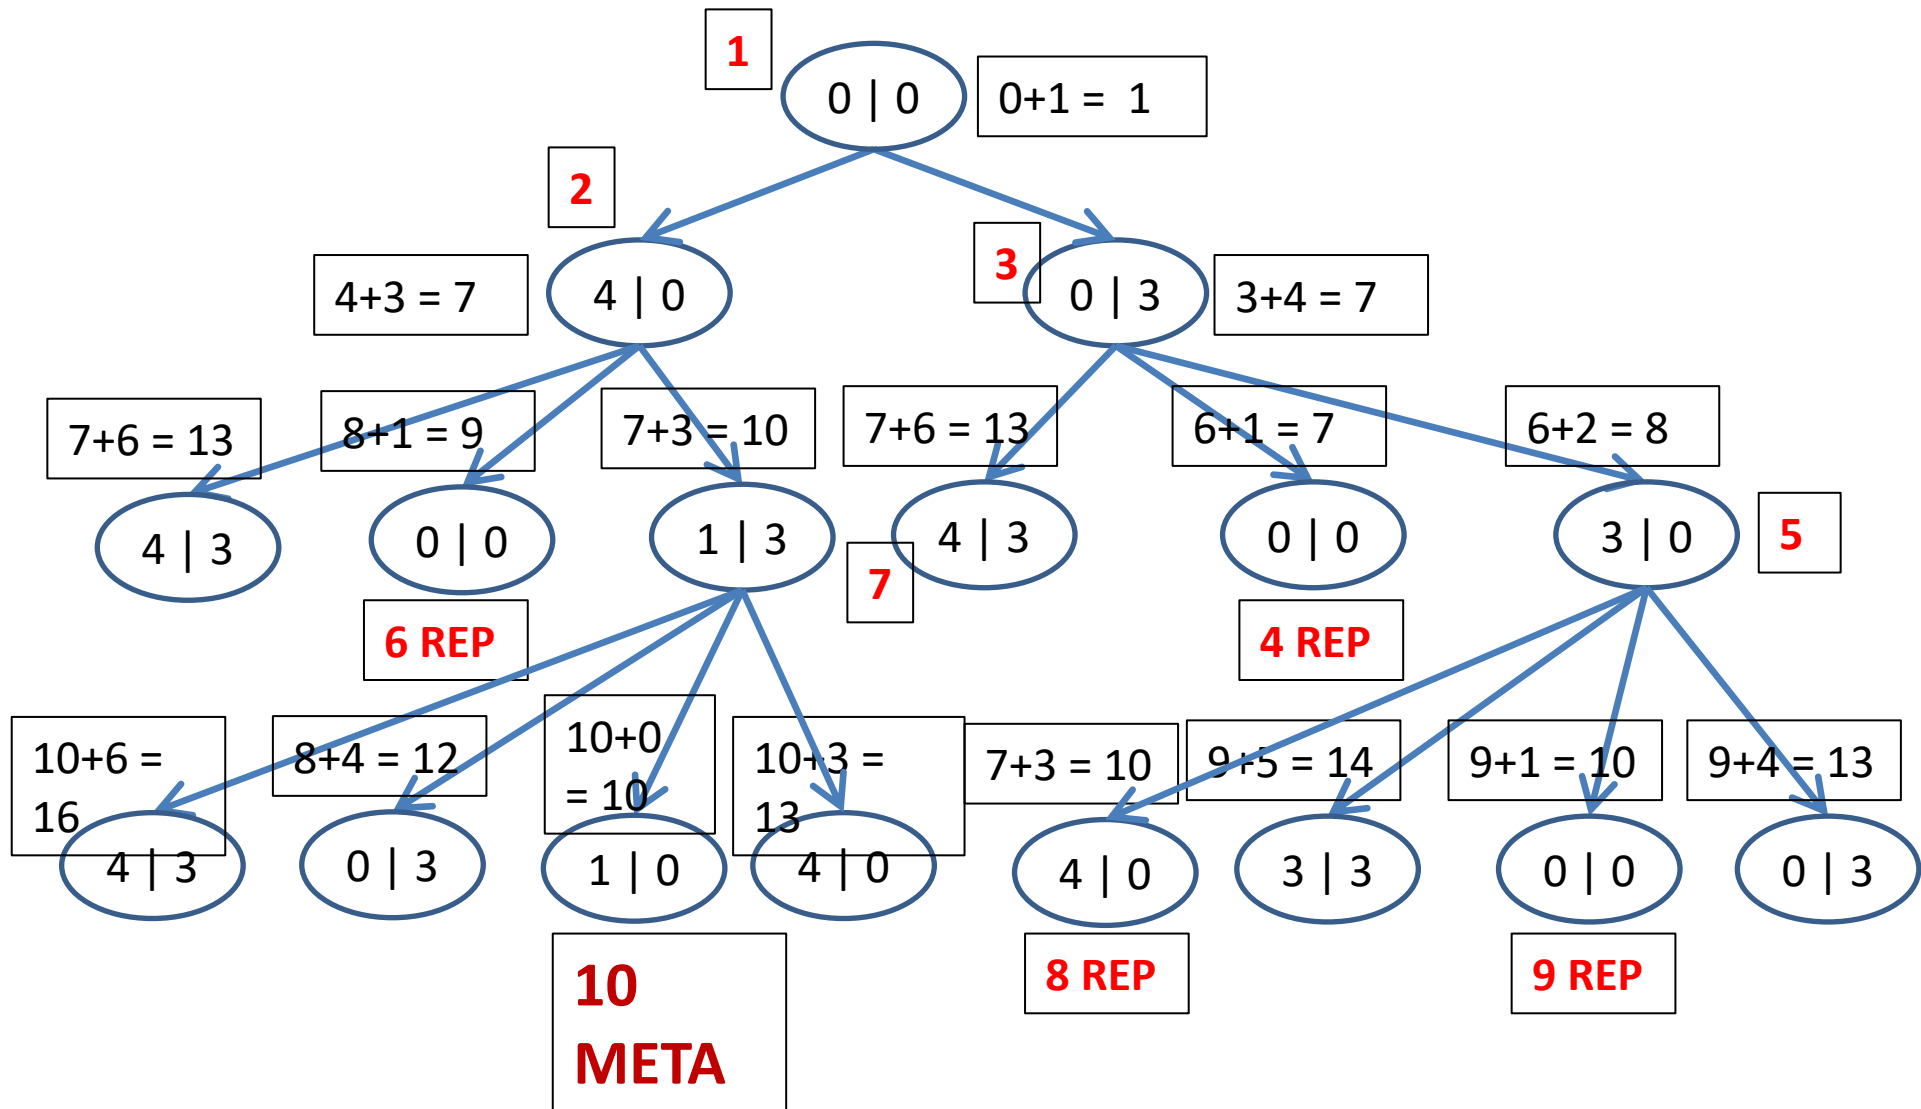 1
0 | 0
0+1 =  1
2
3
4+3 = 7
4 | 0
0 | 3
3+4 = 7
7+6 = 13
8+1 = 9
7+3 = 10
7+6 = 13
6+1 = 7
6+2 = 8
4 | 3
0 | 0
1 | 3
4 | 3
0 | 0
3 | 0
5
7
6 REP
4 REP
10+6 =
16
8+4 = 12
10+0
= 10
10+3 =
13
7+3 = 10
9+5 = 14
9+1 = 10
9+4 = 13
4 | 3
0 | 3
1 | 0
4 | 0
4 | 0
3 | 3
0 | 0
0 | 3
10
META
8 REP
9 REP